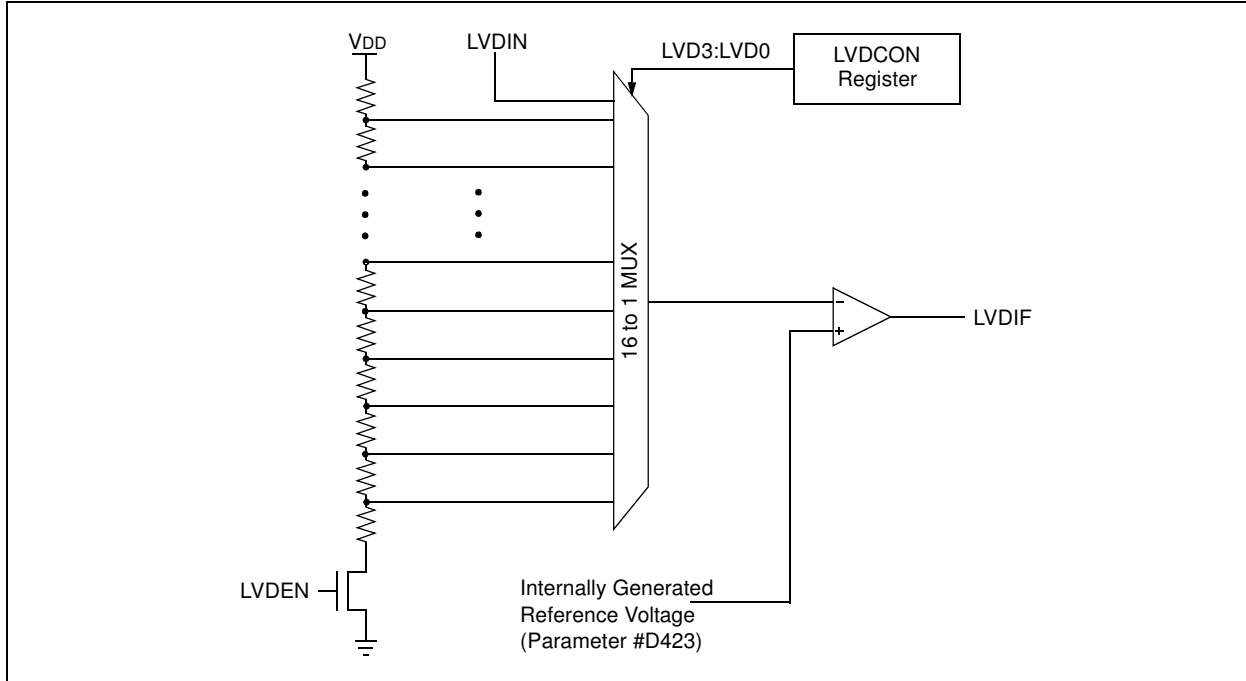 VDD
LVDIN
LVD3:LVD0
LVDCON
Register
16 to 1 MUX
–
+
LVDIF
LVDEN
Internally Generated
Reference Voltage
(Parameter #D423)